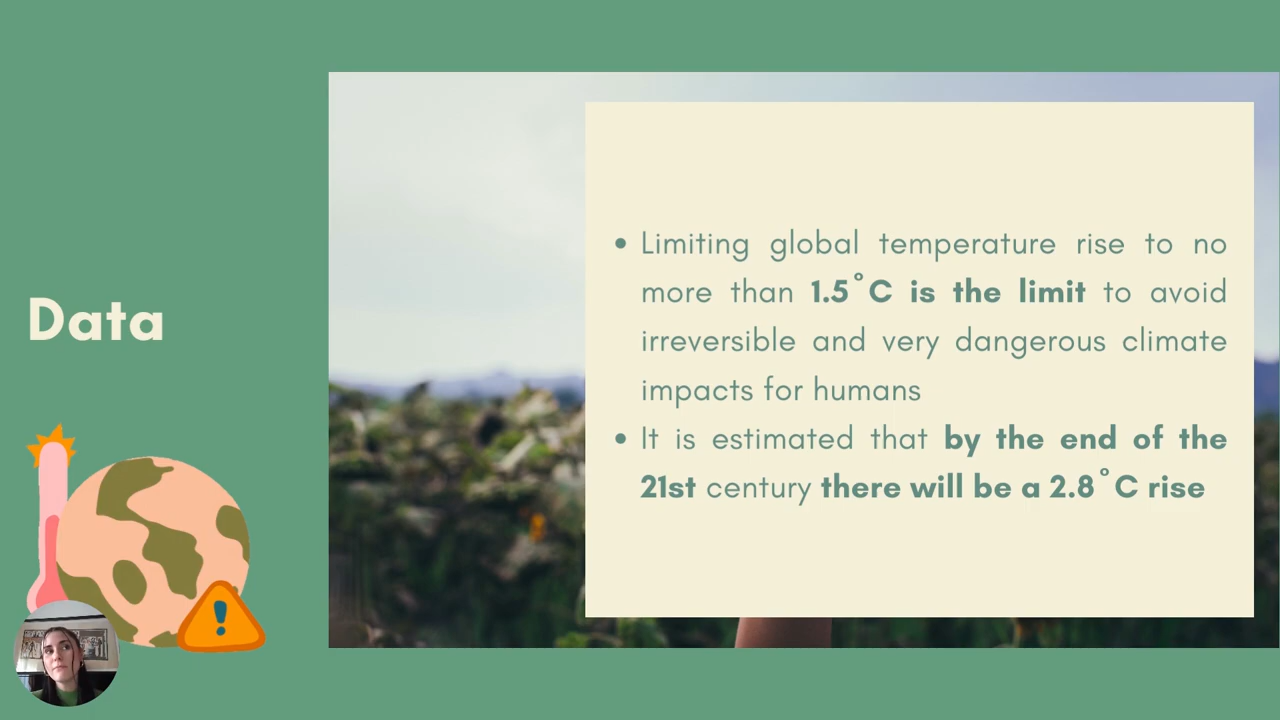 Data
• Limiting global temperature rise to no
more than 1.5°C is the limit to avoid
irreversible and very dangerous climate
impacts for humans
• It is estimated that by the end of the
21st century there will be a 2.8°C rise
!